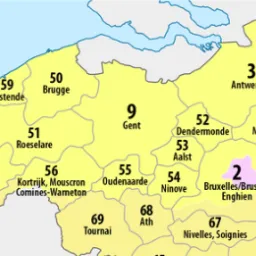 59
stende
50
Brugge
3
Antwer
9
Gent
52
Dendermonde
51
Roeselare
53
Aalst
56
Kortrijk, Mouscron
Comines-Warneton
55
Oudenaarde
54
Ninove
2
Bruxelles/Brus
Enghien
69
Tournai
68
Ath
67
Nivelles, Soignies